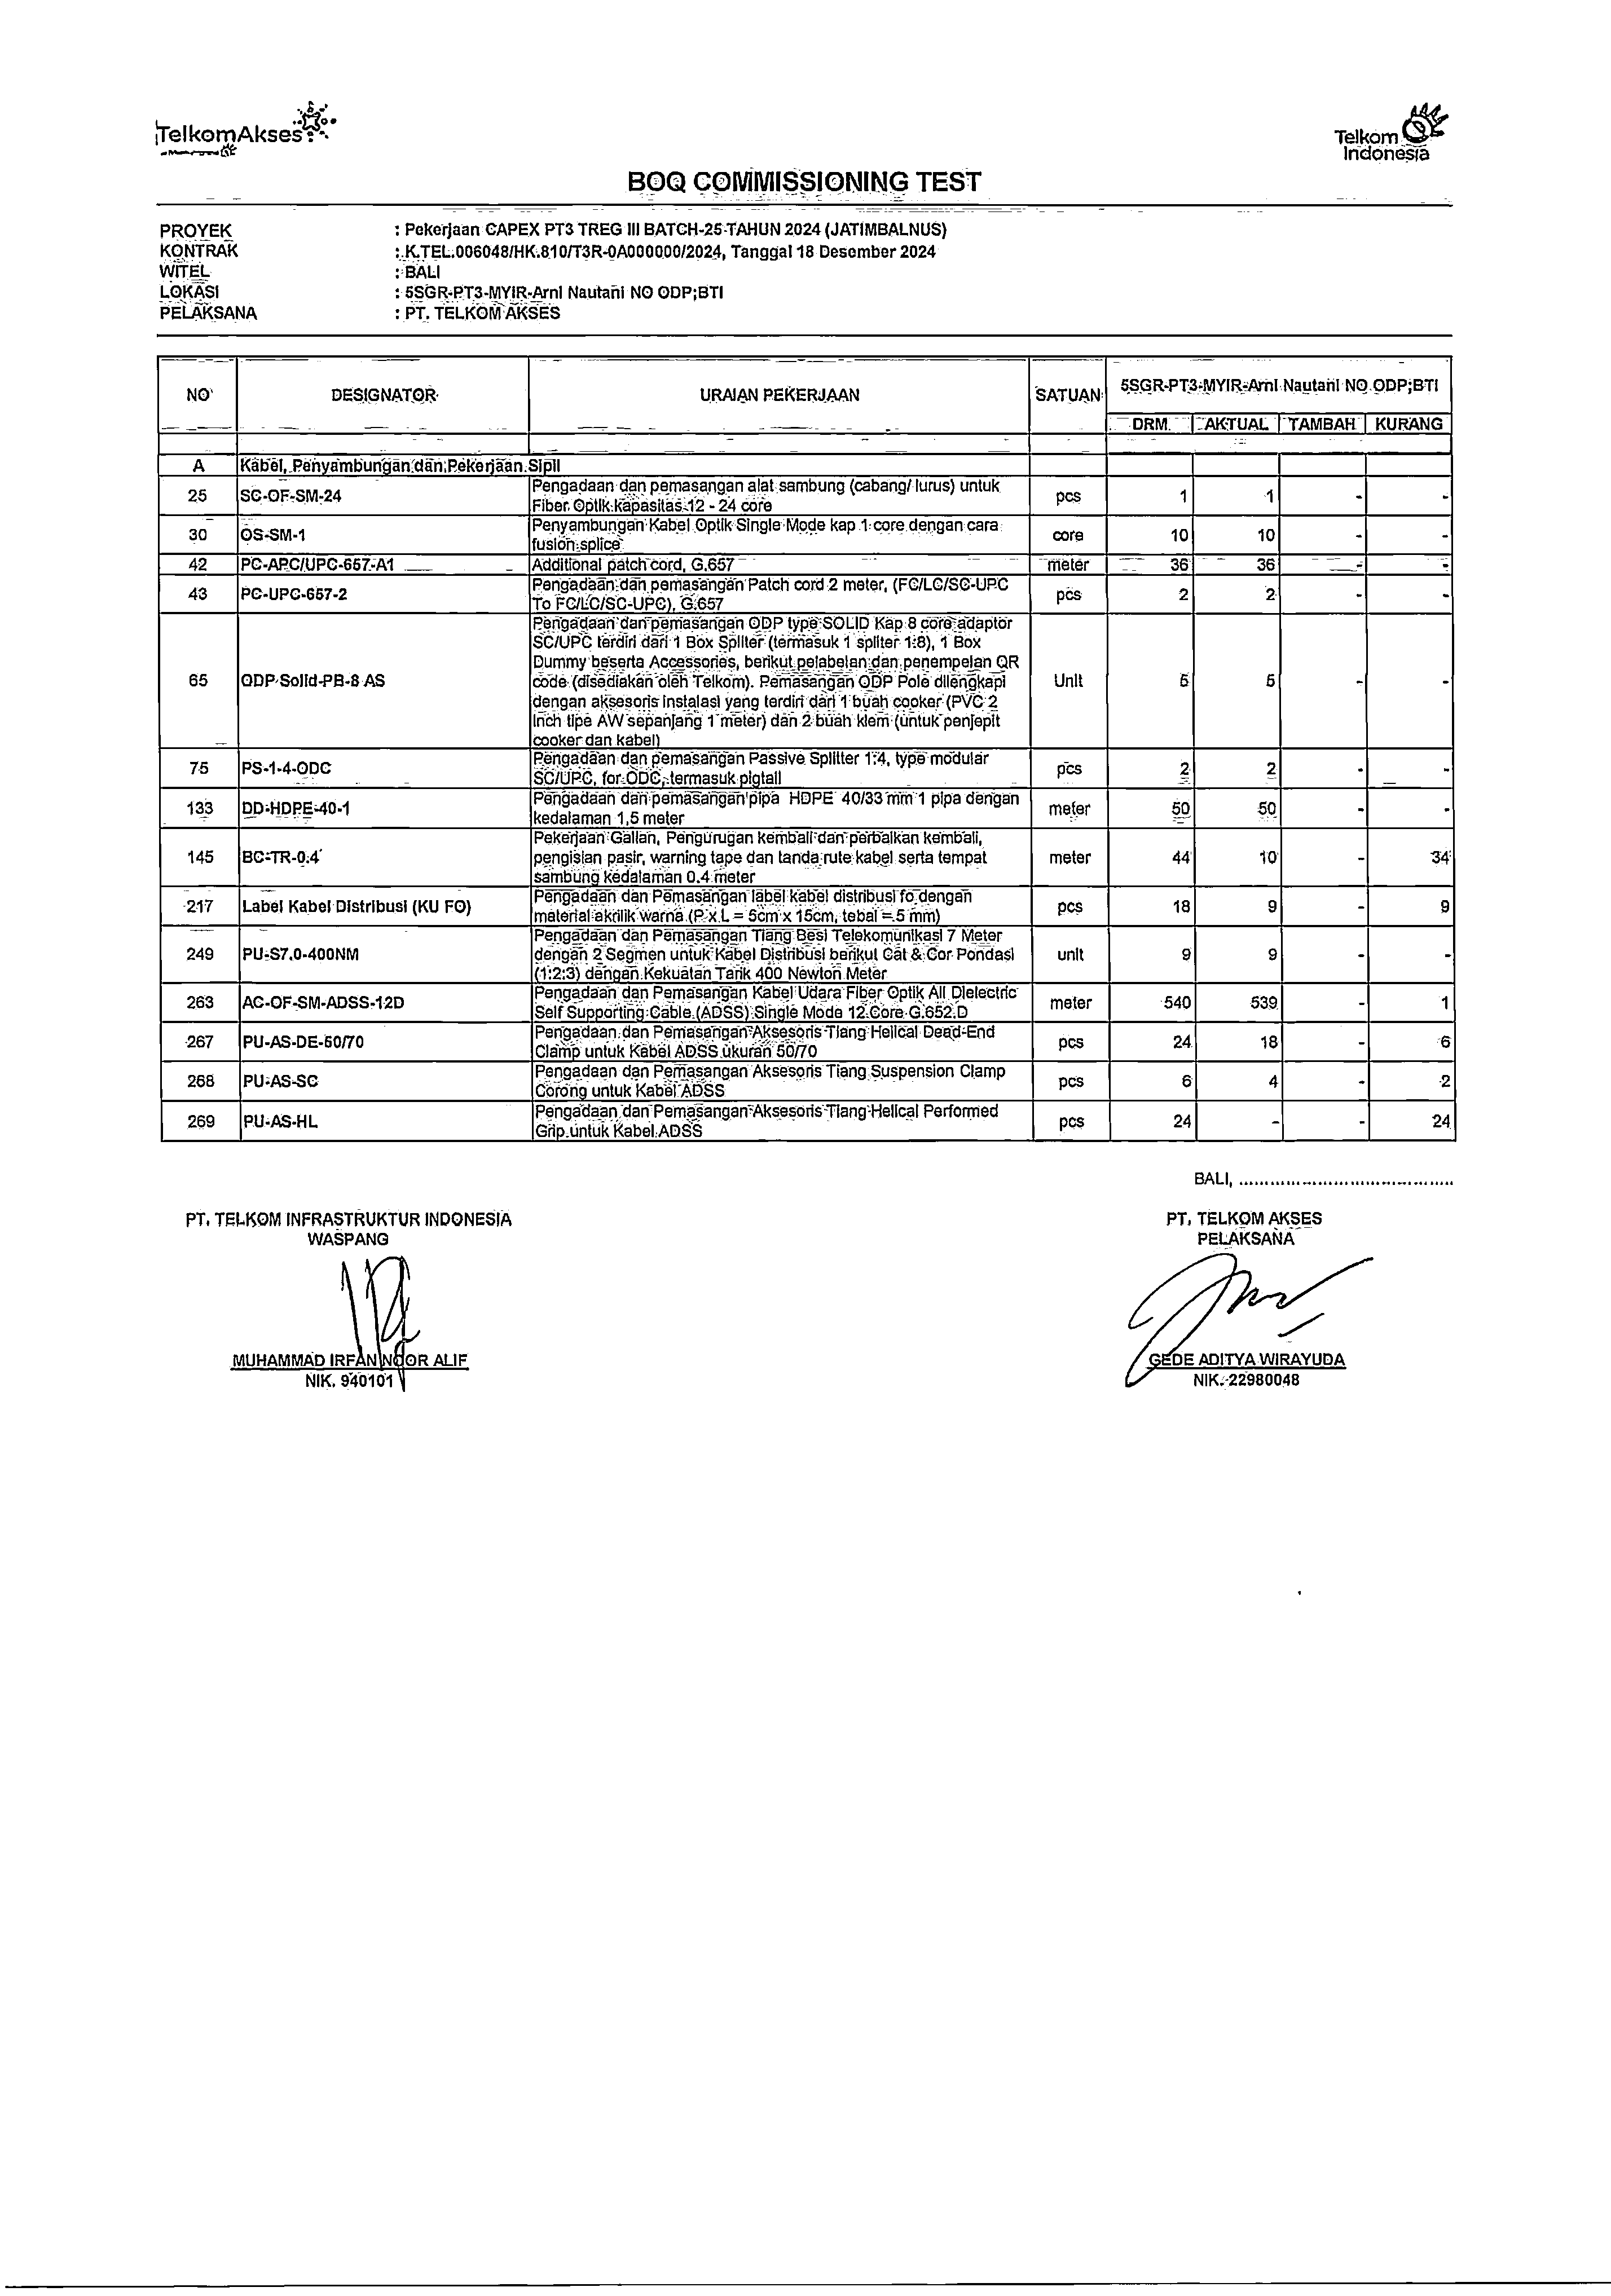 TelkomAkses
Telkom
Indonesia
BOQ COMMISSIONING TEST
PROYEK : Pekerjaan CAPEX PT3 TREG III BATCH-25 TAHUN 2024 (JATIMBALNUS)
KONTRAK : K.TEL.006048/HK.810/T3R-0A000000/2024, Tanggal 18 Desember 2024
WITEL : BALI
LOKASI : 5SGR-PT3-MYIR-Arni Nautani NO ODP;BTI
PELAKSANA : PT. TELKOM AKSES
NO DESIGNATOR URAIAN PEKERJAAN SATUAN 5SGR-PT3-MYIR-Arni Nautani NO ODP;BTI
DRM AKTUAL TAMBAH KURANG
A Kabel, Penyambungan dan Pekerjaan Sipil
25 SC-OF-SM-24 Pengadaan dan pemasangan alat sambung (cabang/ lurus) untuk
Fiber Optik kapasitas 12 - 24 core pcs 1 1 - -
30 OS-SM-1 Penyambungan Kabel Optik Single Mode kap 1 core dengan cara
fusion splice core 10 10 - -
42 PC-APC/UPC-657-A1 Additional patch cord, G.657 meter 36 36 - -
43 PC-UPC-657-2 Pengadaan dan pemasangan Patch cord 2 meter, (FC/LC/SC-UPC
To FC/LC/SC-UPC), G.657 pcs 2 2 - -
65 ODP Solid-PB-8 AS Pengadaan dan pemasangan ODP type SOLID Kap 8 core adaptor
SC/UPC terdiri dari 1 Box Spliter (termasuk 1 spliter 1:8), 1 Box
Dummy beserta Accessories, berikut pelabelan dan penempelan QR
code (disediakan oleh Telkom). Pemasangan ODP Pole dilengkapi
dengan aksesoris instalasi yang terdiri dari 1 buah cooker (PVC 2
Inch tipe AW sepanjang 1 meter) dan 2 buah klem (untuk penjepit
cooker dan kabel) Unit 5 5 - -
75 PS-1-4-ODC Pengadaan dan pemasangan Passive Splitter 1:4, type modular
SC/UPC, for ODC, termasuk pigtail pcs 2 2 - -
133 DD-HDPE-40-1 Pengadaan dan pemasangan pipa HDPE 40/33 mm 1 pipa dengan
kedalaman 1,5 meter meter 50 50 - -
145 BC-TR-0.4 Pekerjaan Galian, Pengurugan kembali dan perbaikan kembali,
pengisian pasir, warning tape dan tanda rute kabel serta tempat
sambung kedalaman 0.4 meter meter 44 10 - 34
217 Label Kabel Distribusi (KU FO) Pengadaan dan Pemasangan label kabel distribusi fo dengan
material akrilik warna (P x L = 5cm x 15cm, tebal = 5 mm) pcs 18 9 - 9
249 PU-S7.0-400NM Pengadaan dan Pemasangan Tiang Besi Telekomunikasi 7 Meter
dengan 2 Segmen untuk Kabel Distribusi berikut Cat & Cor Pondasi
(1:2:3) dengan Kekuatan Tarik 400 Newton Meter unit 9 9 - -
263 AC-OF-SM-ADSS-12D Pengadaan dan Pemasangan Kabel Udara Fiber Optik All Dielectric
Self Supporting Cable (ADSS) Single Mode 12 Core G.652.D meter 540 539 - 1
267 PU-AS-DE-50/70 Pengadaan dan Pemasangan Aksesoris Tiang Helical Dead-End
Clamp untuk Kabel ADSS ukuran 50/70 pcs 24 18 - 6
268 PU-AS-SC Pengadaan dan Pemasangan Aksesoris Tiang Suspension Clamp
Corong untuk Kabel ADSS pcs 6 4 - 2
269 PU-AS-HL Pengadaan dan Pemasangan Aksesoris Tiang Helical Performed
Grip untuk Kabel ADSS pcs 24 - - 24
BALI, ..........................................
PT. TELKOM INFRASTRUKTUR INDONESIA
WASPANG
PT. TELKOM AKSES
PELAKSANA
MUHAMMAD IRFAN NOOR ALIF
NIK. 940101
GEDE ADITYA WIRAYUDA
NIK. 22980048